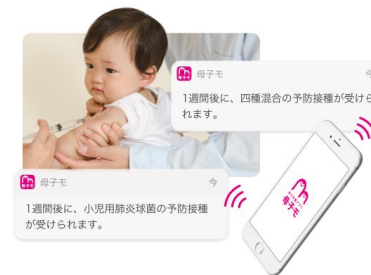 母子モ
今
1週間後に、四種混合の予防接種が受けら
れます。
母子モ
今
1週間後に、小児用肺炎球菌の予防接種
が受けられます。
母子モ